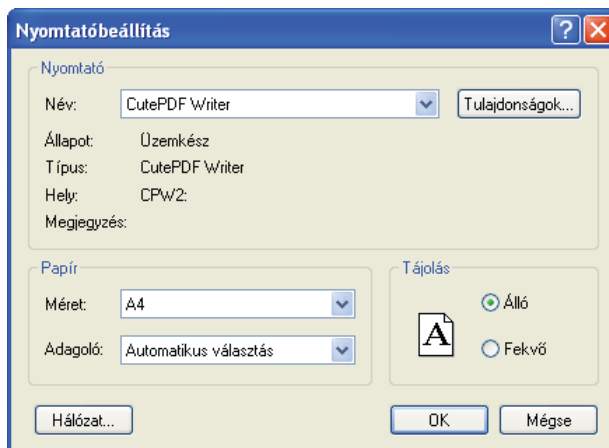 Nyomtatóbeállítás
Nyomtató
Név: CutePDF Writer Tulajdonságok...
Állapot: Üzemkész
Típus: CutePDF Writer
Hely: CPW2:
Megjegyzés:
Papír
Méret: A4
Adagoló: Automatikus választás
Tájolás
A
Álló
Fekvő
Hálózat... OK Mégse